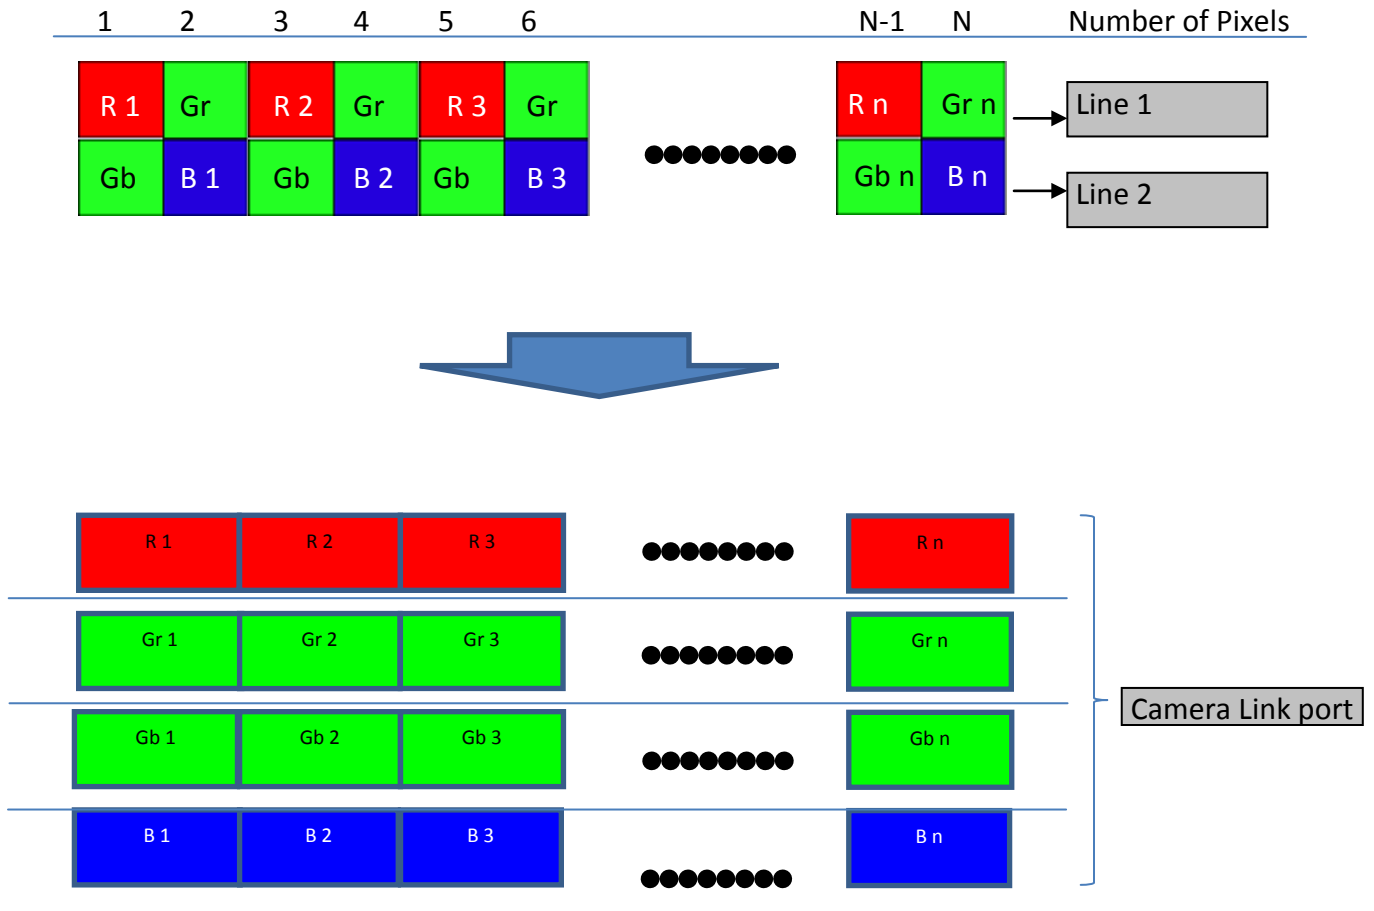 1 2 3 4 5 6 N-1 N Number of Pixels
R 1 Gr R 2 Gr R 3 Gr R n Gr n Line 1
Gb B 1 Gb B 2 Gb B 3 Gb n B n Line 2
R 1 R 2 R 3 R n
Gr 1 Gr 2 Gr 3 Gr n
Gb 1 Gb 2 Gb 3 Gb n
Camera Link port
B 1 B 2 B 3 B n